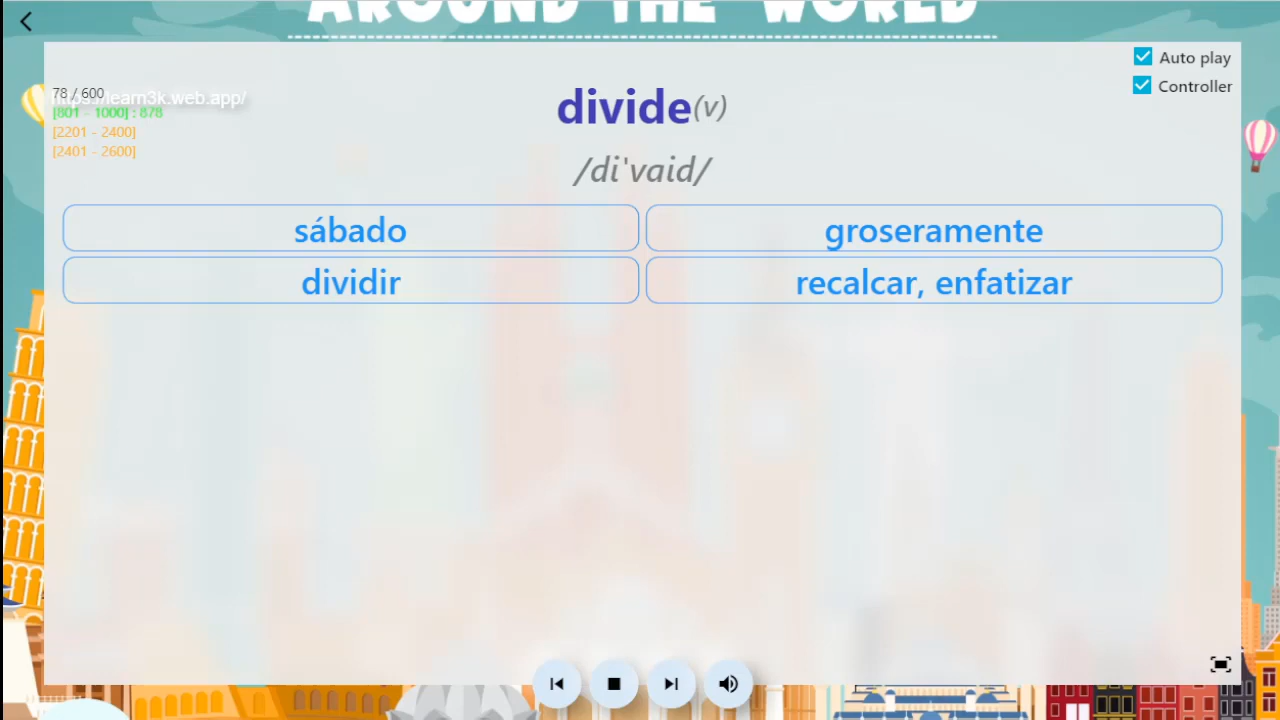 AROUND THE WORLD
Auto play
Controller
78 / 600
https://learn3k.web.app/
[801 - 1000] : 878
[2201 - 2400]
[2401 - 2600]
divide(v)
/di'vaid/
sábado
groseramente
dividir
recalcar, enfatizar